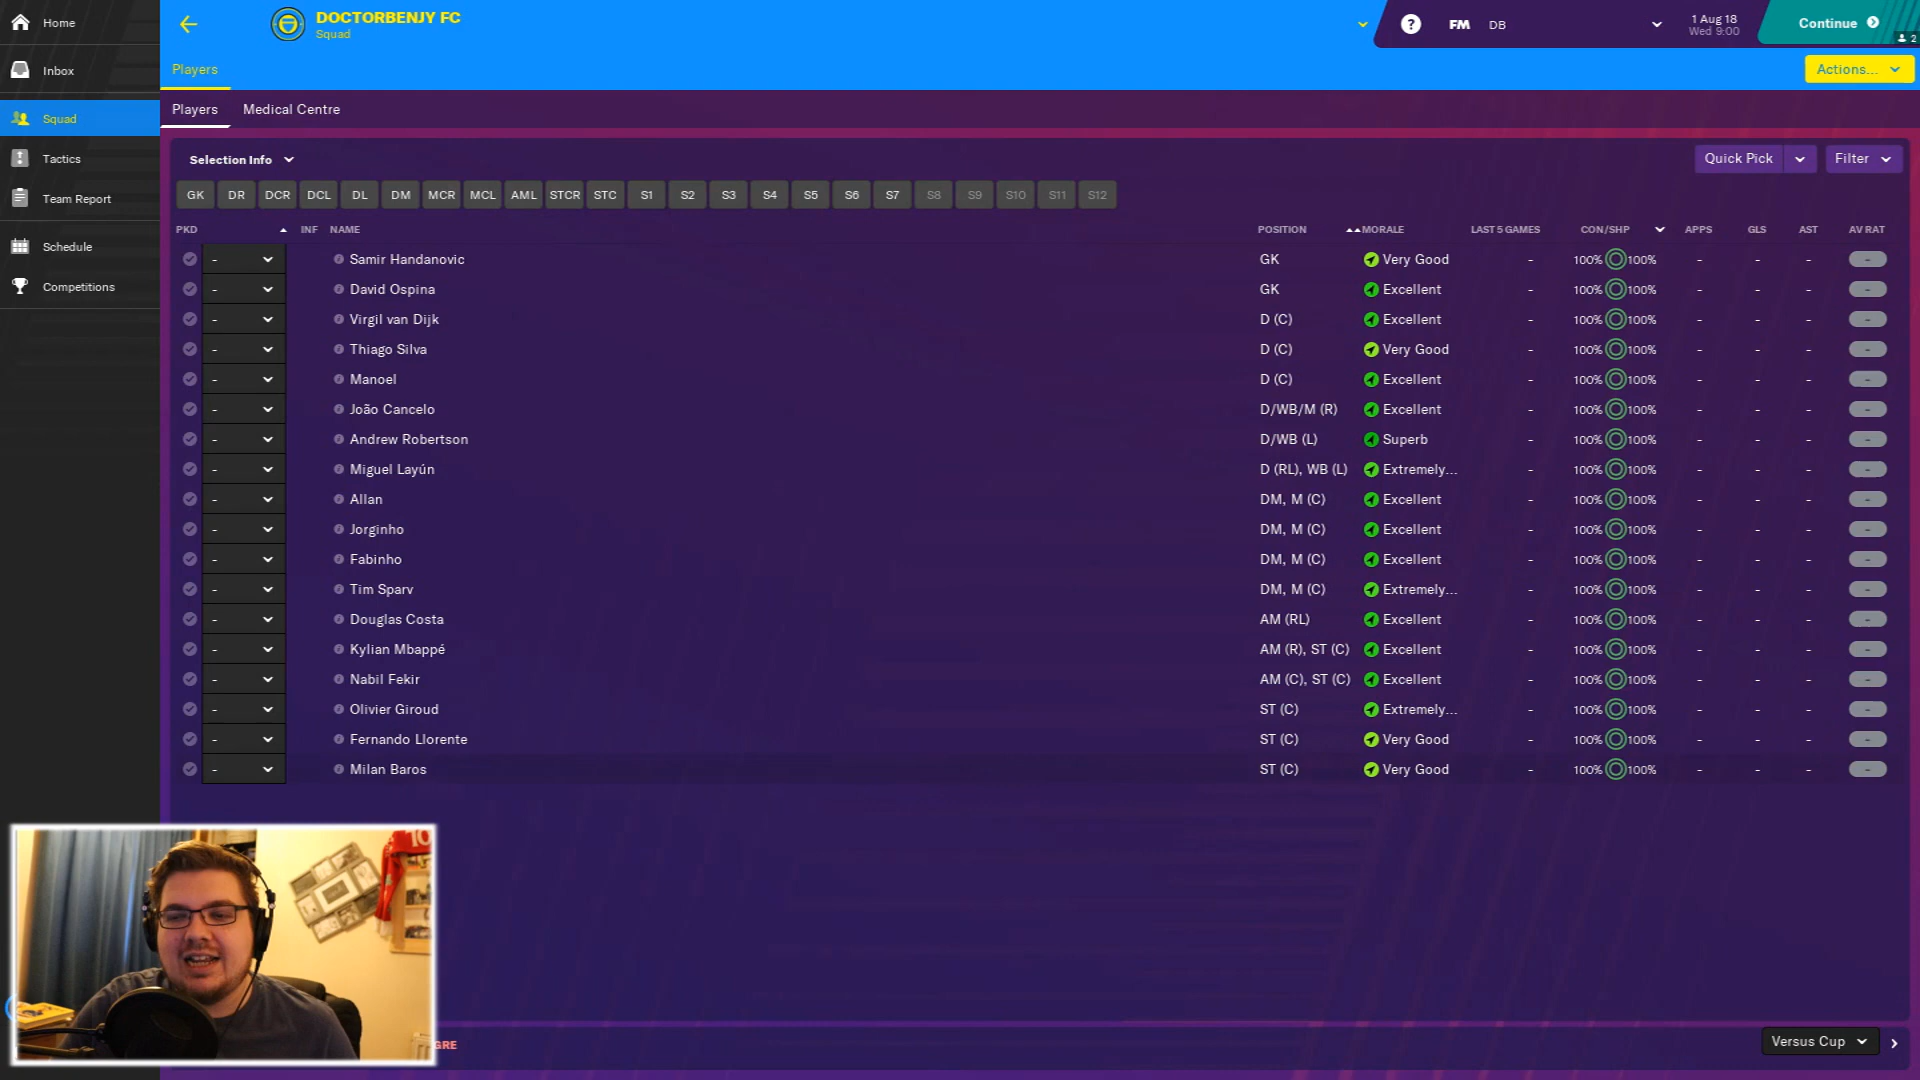 Home
Inbox
Squad
Tactics
Team Report
Schedule
Competitions
DOCTORBENJY FC
Squad
? FM DB
1 Aug 18
Wed 9:00
Continue
2
Players
Actions...
Players Medical Centre
Selection Info
Quick Pick Filter
GK DR DCR DCL DL DM MCR MCL AML STCR STC S1 S2 S3 S4 S5 S6 S7 S8 S9 S10 S11 S12
PKD INF NAME POSITION MORALE LAST 5 GAMES CON/SHP APPS GLS AST AV RAT
- Samir Handanovic GK Very Good - 100% 100% - - - -
- David Ospina GK Excellent - 100% 100% - - - -
- Virgil van Dijk D (C) Excellent - 100% 100% - - - -
- Thiago Silva D (C) Very Good - 100% 100% - - - -
- Manoel D (C) Excellent - 100% 100% - - - -
- João Cancelo D/WB/M (R) Excellent - 100% 100% - - - -
- Andrew Robertson D/WB (L) Superb - 100% 100% - - - -
- Miguel Layún D (RL), WB (L) Extremely... - 100% 100% - - - -
- Allan DM, M (C) Excellent - 100% 100% - - - -
- Jorginho DM, M (C) Excellent - 100% 100% - - - -
- Fabinho DM, M (C) Excellent - 100% 100% - - - -
- Tim Sparv DM, M (C) Extremely... - 100% 100% - - - -
- Douglas Costa AM (RL) Excellent - 100% 100% - - - -
- Kylian Mbappé AM (R), ST (C) Excellent - 100% 100% - - - -
- Nabil Fekir AM (C), ST (C) Excellent - 100% 100% - - - -
- Olivier Giroud ST (C) Extremely... - 100% 100% - - - -
- Fernando Llorente ST (C) Very Good - 100% 100% - - - -
- Milan Baros ST (C) Very Good - 100% 100% - - - -
10
GRE
Versus Cup